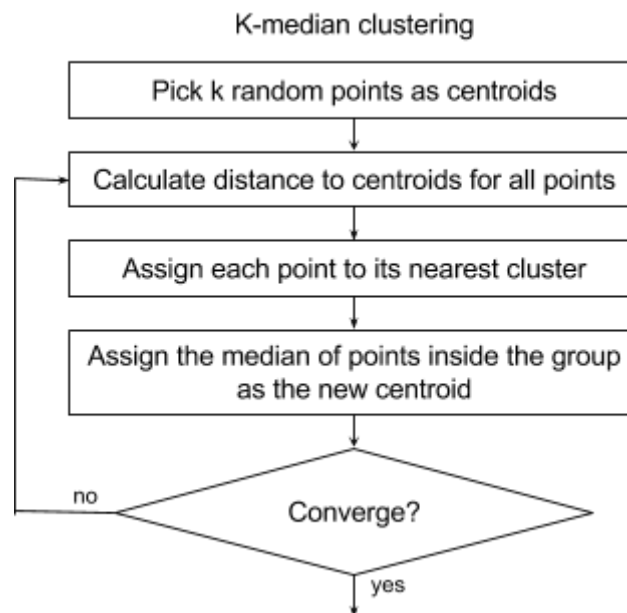 K-median clustering
Pick k random points as centroids
Calculate distance to centroids for all points
Assign each point to its nearest cluster
Assign the median of points inside the group
as the new centroid
no
Converge?
yes